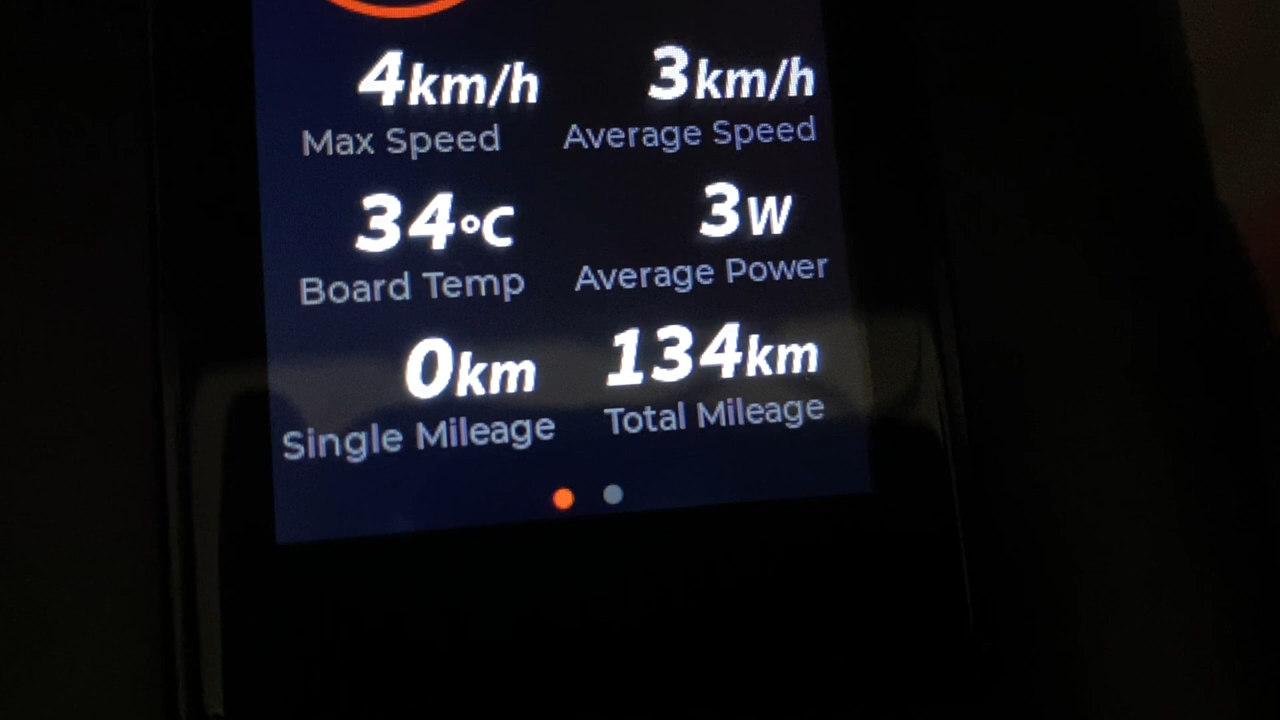 4km/h 3km/h
Max Speed Average Speed
34°C 3W
Board Temp Average Power
0km 134km
Single Mileage Total Mileage